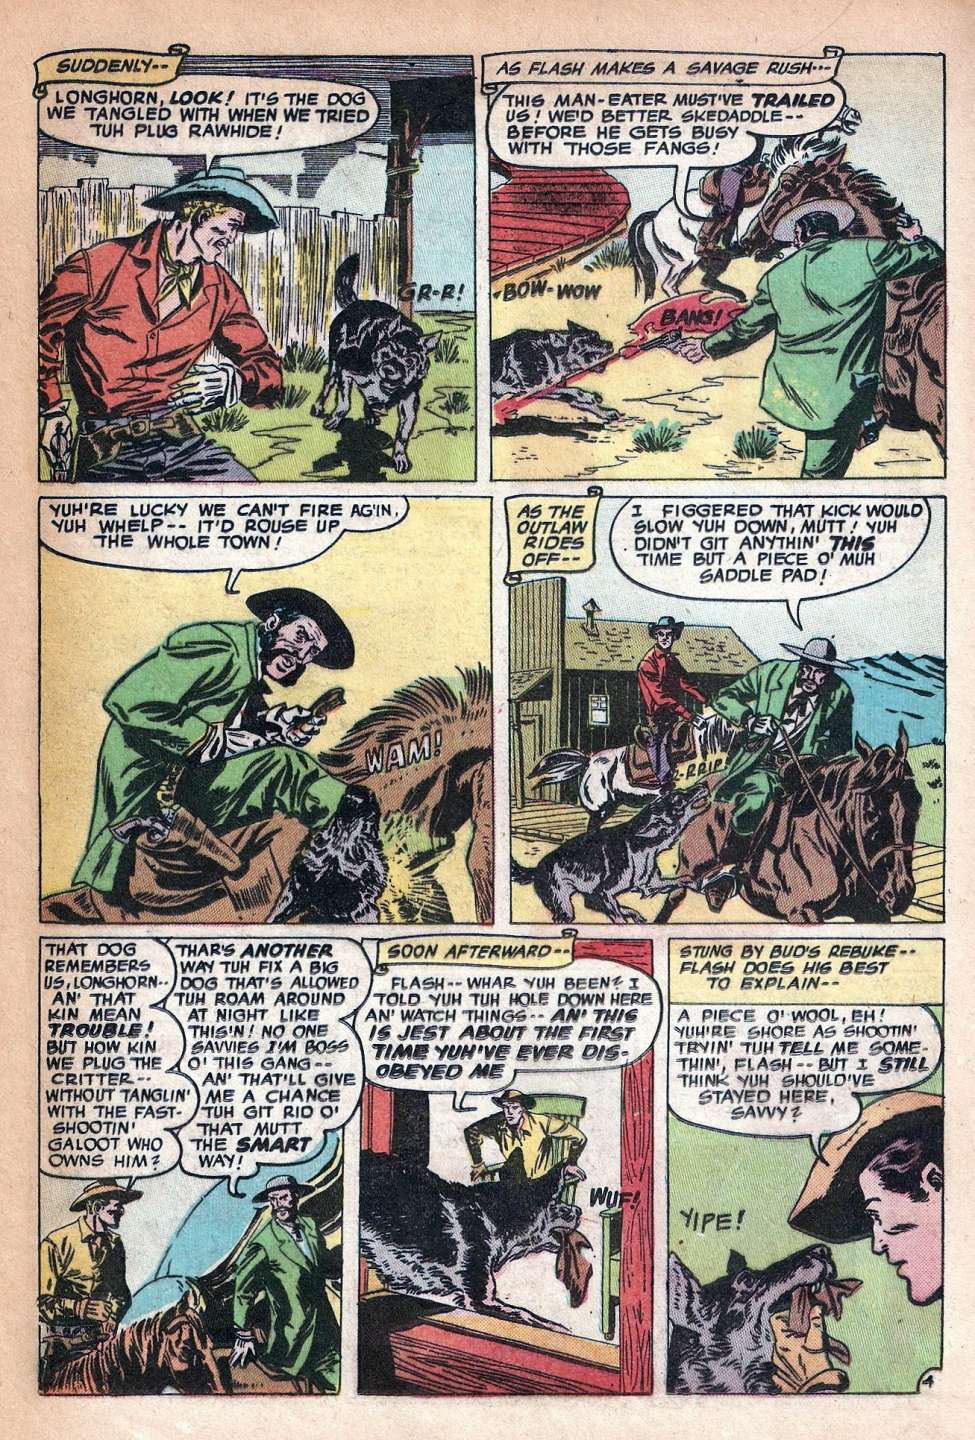 SUDDENLY--
LONGHORN, LOOK! IT'S THE DOG
WE TANGLED WITH WHEN WE TRIED
TUH PLUG RAWHIDE!
GR-R!
AS FLASH MAKES A SAVAGE RUSH---
THIS MAN-EATER MUST'VE TRAILED
US! WE'D BETTER SKEDADDLE--
BEFORE HE GETS BUSY
WITH THOSE FANGS!
BOW-WOW
BANG!
YUH'RE LUCKY WE CAN'T FIRE AG'IN,
YUH WHELP-- IT'D ROUSE UP
THE WHOLE TOWN!
WAM!
AS THE
OUTLAW
RIDES
OFF--
I FIGGERED THAT KICK WOULD
SLOW YUH DOWN, MUTT! YUH
DIDN'T GIT ANYTHIN' THIS
TIME BUT A PIECE O' MUH
SADDLE PAD!
R-RRIP!
THAT DOG
REMEMBERS
US, LONGHORN--
AN' THAT
KIN MEAN
TROUBLE!
BUT HOW KIN
WE PLUG THE
CRITTER--
WITHOUT TANGLIN'
WITH THE FAST-
SHOOTIN'
GALOOT WHO
OWNS HIM?
THAR'S ANOTHER
WAY TUH FIX A BIG
DOG THAT'S ALLOWED
TUH ROAM AROUND
AT NIGHT LIKE
THIS'N! NO ONE
SAVVIES I'M BOSS
O' THIS GANG--
AN' THAT'LL GIVE
ME A CHANCE
TUH GIT RID O'
THAT MUTT
THE SMART
WAY!
SOON AFTERWARD--
FLASH-- WHAR YUH BEEN? I
TOLD YUH TUH HOLE DOWN HERE
AN' WATCH THINGS-- AN' THIS
IS JEST ABOUT THE FIRST
TIME YUH'VE EVER DIS-
OBEYED ME
WUF!
STUNG BY BUD'S REBUKE--
FLASH DOES HIS BEST
TO EXPLAIN--
A PIECE O' WOOL, EH!
YUH'RE SHORE AS SHOOTIN'
TRYIN' TUH TELL ME SOME-
THIN', FLASH-- BUT I STILL
THINK YUH SHOULD'VE
STAYED HERE,
SAVVY?
YIPE!
4